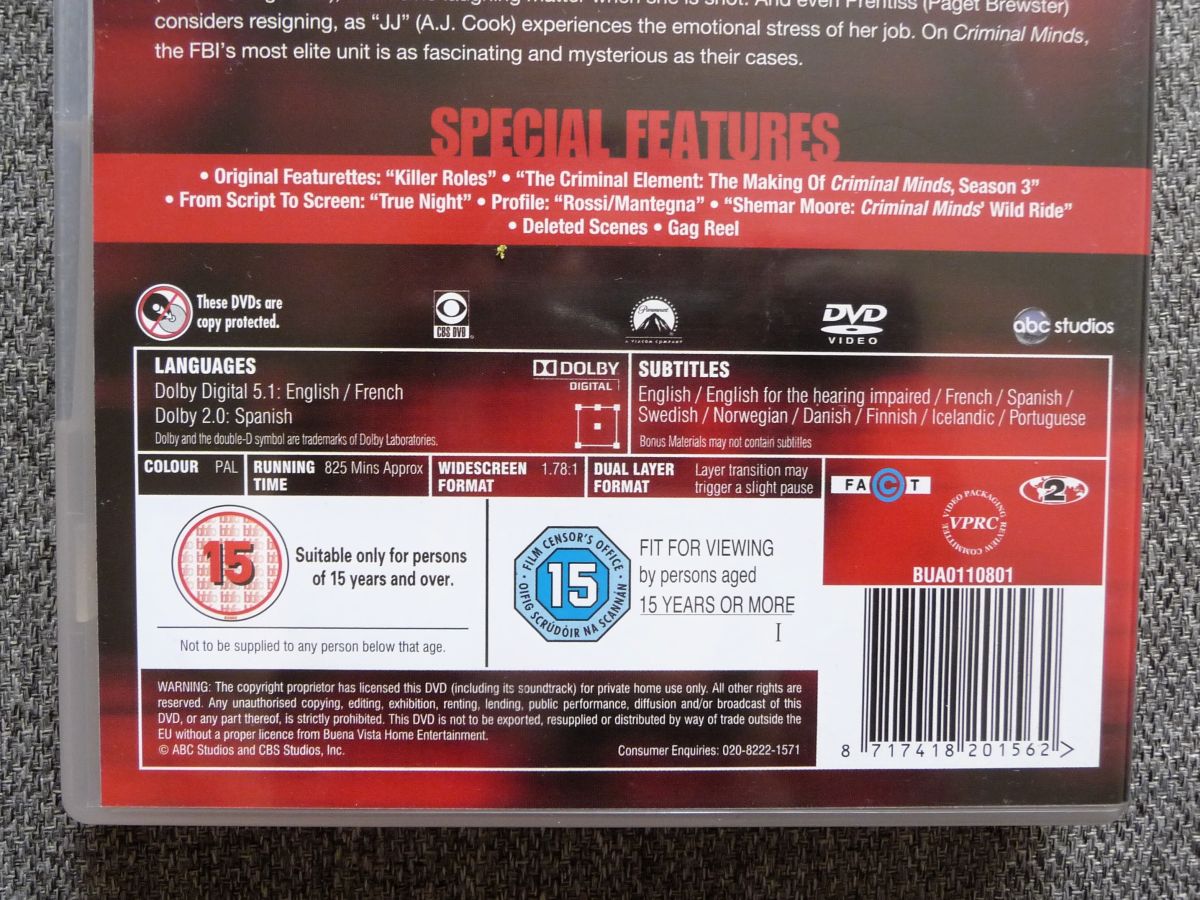 considers resigning, as “JJ” (A.J. Cook) experiences the emotional stress of her job. On Criminal Minds,
the FBI’s most elite unit is as fascinating and mysterious as their cases.
SPECIAL FEATURES
• Original Featurettes: “Killer Roles” • “The Criminal Element: The Making Of Criminal Minds, Season 3”
• From Script To Screen: “True Night” • Profile: “Rossi/Mantegna” • “Shemar Moore: Criminal Minds’ Wild Ride”
• Deleted Scenes • Gag Reel
These DVDs are
copy protected.
CBS DVD
Paramount
A VIACOM COMPANY
DVD
VIDEO
abc studios
LANGUAGES
Dolby Digital 5.1: English / French
Dolby 2.0: Spanish
Dolby and the double-D symbol are trademarks of Dolby Laboratories.
DOLBY
DIGITAL
SUBTITLES
English / English for the hearing impaired / French / Spanish /
Swedish / Norwegian / Danish / Finnish / Icelandic / Portuguese
Bonus Materials may not contain subtitles
COLOUR PAL
RUNNING 825 Mins Approx
TIME
WIDESCREEN 1.78:1
FORMAT
DUAL LAYER Layer transition may
FORMAT trigger a slight pause
FACT
2
VIDEO PACKAGING
VPRC
REVIEW COMMITTEE
BUA0110801
15
Suitable only for persons
of 15 years and over.
Not to be supplied to any person below that age.
FILM CENSOR'S OFFICE
15
OIFIG SCRÚDÓIR NA SCANNÁN
FIT FOR VIEWING
by persons aged
15 YEARS OR MORE
I
WARNING: The copyright proprietor has licensed this DVD (including its soundtrack) for private home use only. All other rights are
reserved. Any unauthorised copying, editing, exhibition, renting, lending, public performance, diffusion and/or broadcast of this
DVD, or any part thereof, is strictly prohibited. This DVD is not to be exported, resupplied or distributed by way of trade outside the
EU without a proper licence from Buena Vista Home Entertainment.
© ABC Studios and CBS Studios, Inc.
Consumer Enquiries: 020-8222-1571
8 717418 201562 >